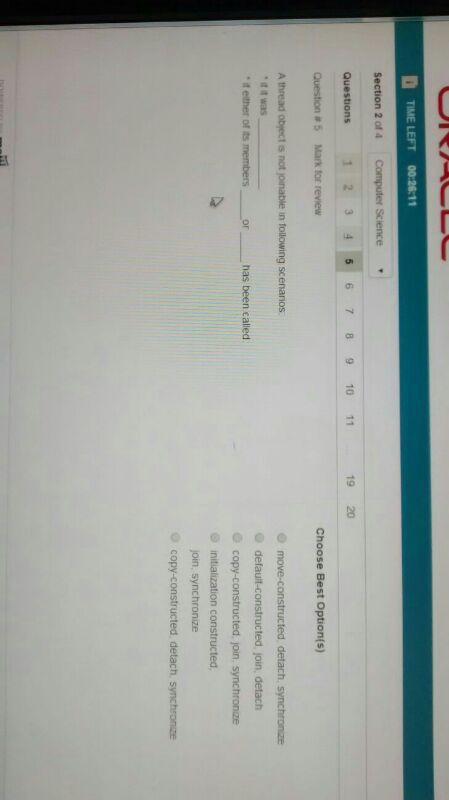 ORACLE
TIME LEFT 00:26:11
Section 2 of 4 Computer Science
Questions 1 2 3 4 5 6 7 8 9 10 11 ... 19 20
Question # 5 Mark for review
Choose Best Option(s)
A thread object is not joinable in following scenarios:
* if it was ____________
* if either of its members _____ or _____ has been called.
move-constructed, detach, synchronize
default-constructed, join, detach
copy-constructed, join, synchronize
initialization constructed,
join, synchronize
copy-constructed, detach, synchronize